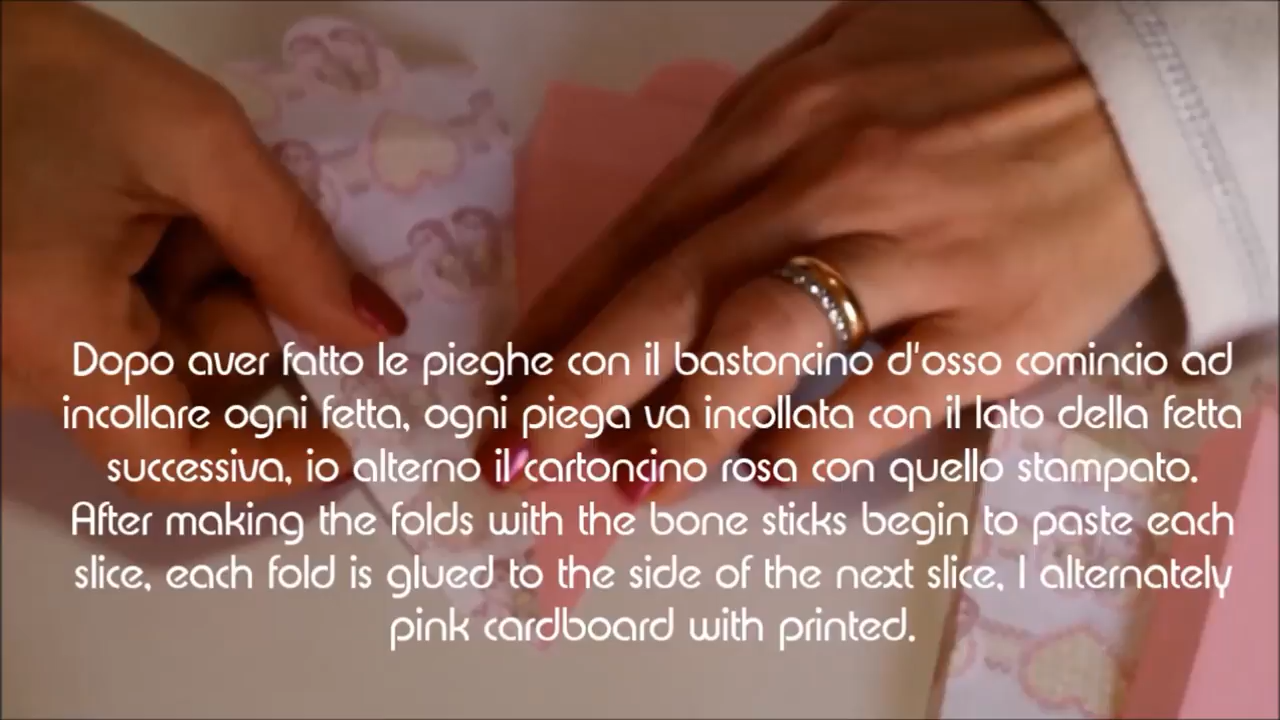 Dopo aver fatto le pieghe con il bastoncino d'osso comincio ad
incollare ogni fetta, ogni piega va incollata con il lato della fetta
successiva, io alterno il cartoncino rosa con quello stampato.
After making the folds with the bone sticks begin to paste each
slice, each fold is glued to the side of the next slice, I alternately
pink cardboard with printed.